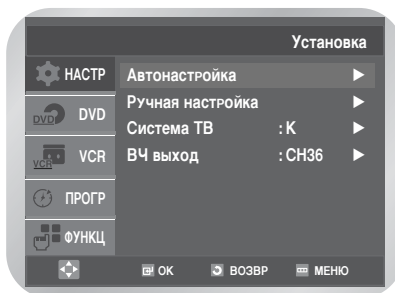 Установка
НАСТР
Автонастройка
Ручная настройка
DVD DVD
Система ТВ : K
VCR VCR
ВЧ выход : CH36
ПРОГР
ФУНКЦ
OK ВОЗВР МЕНЮ